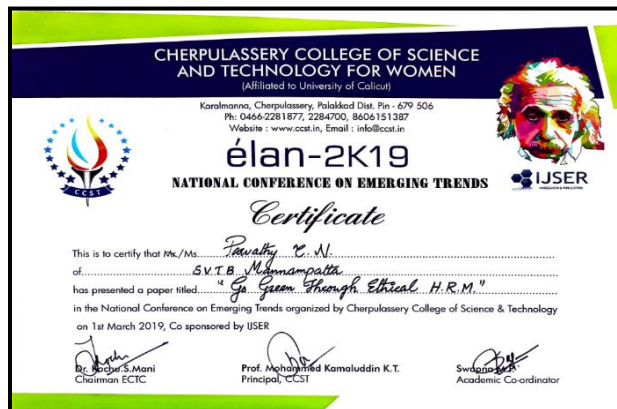 CHERPULASSERY COLLEGE OF SCIENCE
AND TECHNOLOGY FOR WOMEN
(Affiliated to University of Calicut)
Karalmanna, Cherpulassery, Palakkad Dist. Pin - 679 506
Ph: 0466-2281877, 2284700, 8606151387
Website : www.ccst.in, Email : info@ccst.in
CCST
élan-2K19
NATIONAL CONFERENCE ON EMERGING TRENDS
IJSER
Certificate
This is to certify that Mr./Ms. Parvathy C. N.
of S.V.T.B. Mannampatta
has presented a paper titled "Go Green Through Ethical H.R.M."
in the National Conference on Emerging Trends organized by Cherpulassery College of Science & Technology
on 1st March 2019, Co sponsored by IJSER
Dr. Kochu.S.Mani Prof. Mohammed Kamaluddin K.T. Swapna
Chairman ECTC Principal, CCST Academic Co-ordinator